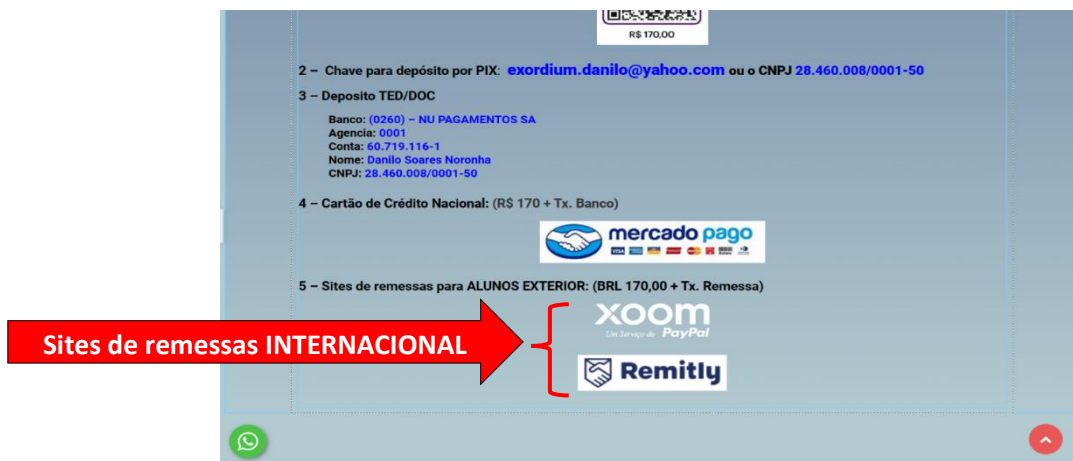 R$ 170,00
2 – Chave para depósito por PIX: exordium.danilo@yahoo.com ou o CNPJ 28.460.008/0001-50
3 – Deposito TED/DOC
Banco: (0260) – NU PAGAMENTOS SA
Agencia: 0001
Conta: 60.719.116-1
Nome: Danilo Soares Noronha
CNPJ: 28.460.008/0001-50
4 – Cartão de Crédito Nacional: (R$ 170 + Tx. Banco)
mercado pago
VISA
5 – Sites de remessas para ALUNOS EXTERIOR: (BRL 170,00 + Tx. Remessa)
xoom
Um Serviço do PayPal
Sites de remessas INTERNACIONAL
Remitly